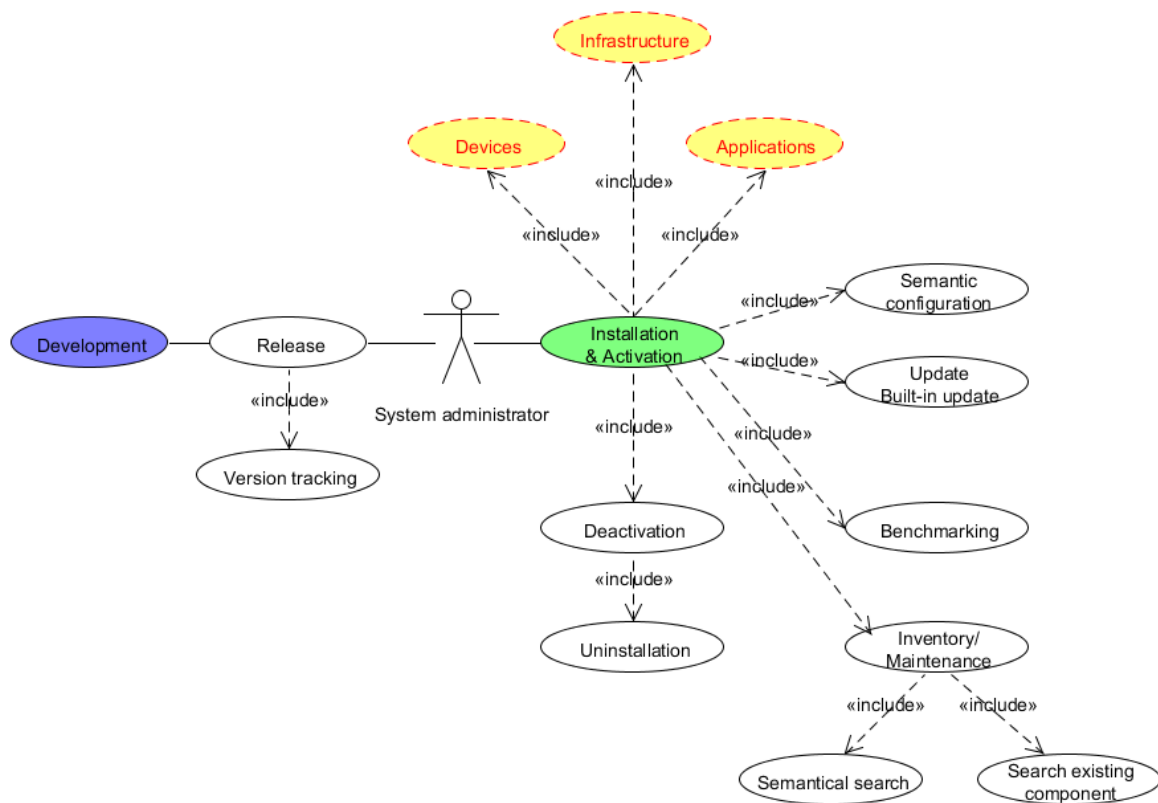 Infrastructure
Devices
Applications
«include»
«include»
«include»
Semantic
configuration
«include»
Development
Release
Installation
& Activation
«include»
Update
Built-in update
«include»
System administrator
«include»
«include»
Version tracking
«include»
Deactivation
Benchmarking
«include»
Uninstallation
Inventory/
Maintenance
«include»
«include»
Semantical search
Search existing
component